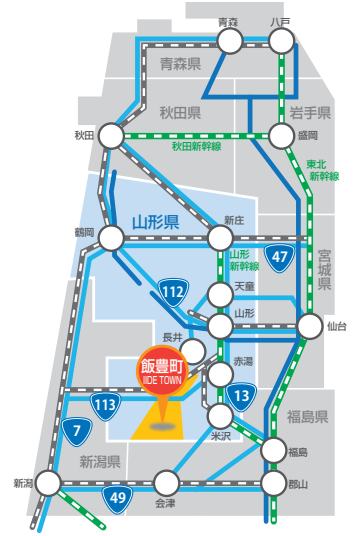 青森
八戸
青森県
秋田県
岩手県
秋田
盛岡
秋田新幹線
東北
新幹線
山形県
新庄
鶴岡
山形
新幹線
47
宮城県
天童
112
山形
仙台
長井
飯豊町
IIDE TOWN
赤湯
13
113
米沢
福島県
7
新潟県
福島
新潟
49
会津
郡山